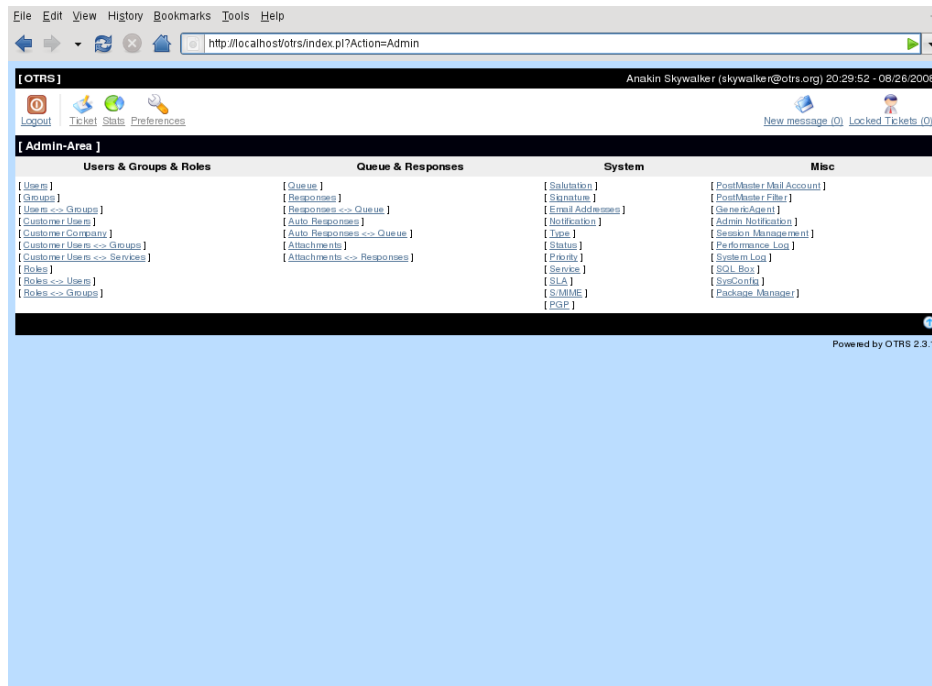 File Edit View History Bookmarks Tools Help
http://localhost/otrs/index.pl?Action=Admin
[ OTRS ]
Anakin Skywalker (skywalker@otrs.org) 20:29:52 - 08/26/2008
Logout Ticket Stats Preferences
New message (0) Locked Tickets (0)
[ Admin-Area ]
Users & Groups & Roles
[ Users ]
[ Groups ]
[ Users <-> Groups ]
[ Customer Users ]
[ Customer Company ]
[ Customer Users <-> Groups ]
[ Customer Users <-> Services ]
[ Roles ]
[ Roles <-> Users ]
[ Roles <-> Groups ]
Queue & Responses
[ Queue ]
[ Responses ]
[ Responses <-> Queue ]
[ Auto Responses ]
[ Auto Responses <-> Queue ]
[ Attachments ]
[ Attachments <-> Responses ]
System
[ Salutation ]
[ Signature ]
[ Email Addresses ]
[ Notification ]
[ Type ]
[ Status ]
[ Priority ]
[ Service ]
[ SLA ]
[ S/MIME ]
[ PGP ]
Misc
[ PostMaster Mail Account ]
[ PostMaster Filter ]
[ GenericAgent ]
[ Admin Notification ]
[ Session Management ]
[ Performance Log ]
[ System Log ]
[ SQL Box ]
[ SysConfig ]
[ Package Manager ]
Powered by OTRS 2.3.